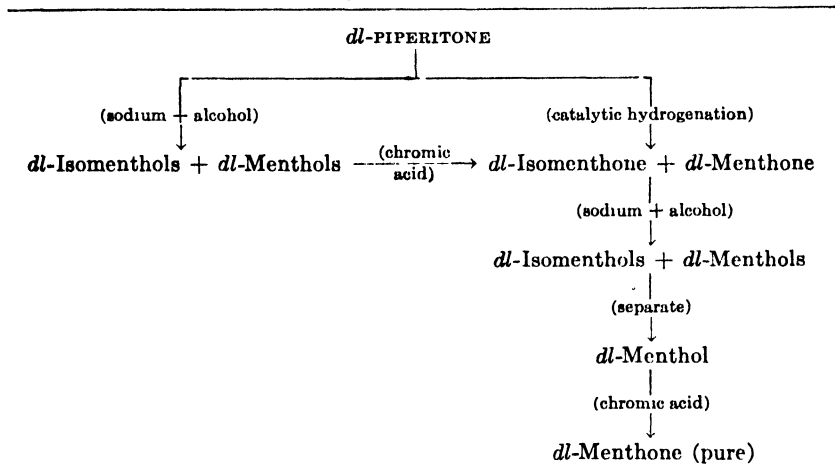 dl-PIPERITONE
(sodium + alcohol)
(catalytic hydrogenation)
dl-Isomenthols + dl-Menthols (chromic acid) dl-Isomenthone + dl-Menthone
(sodium + alcohol)
dl-Isomenthols + dl-Menthols
(separate)
dl-Menthol
(chromic acid)
dl-Menthone (pure)